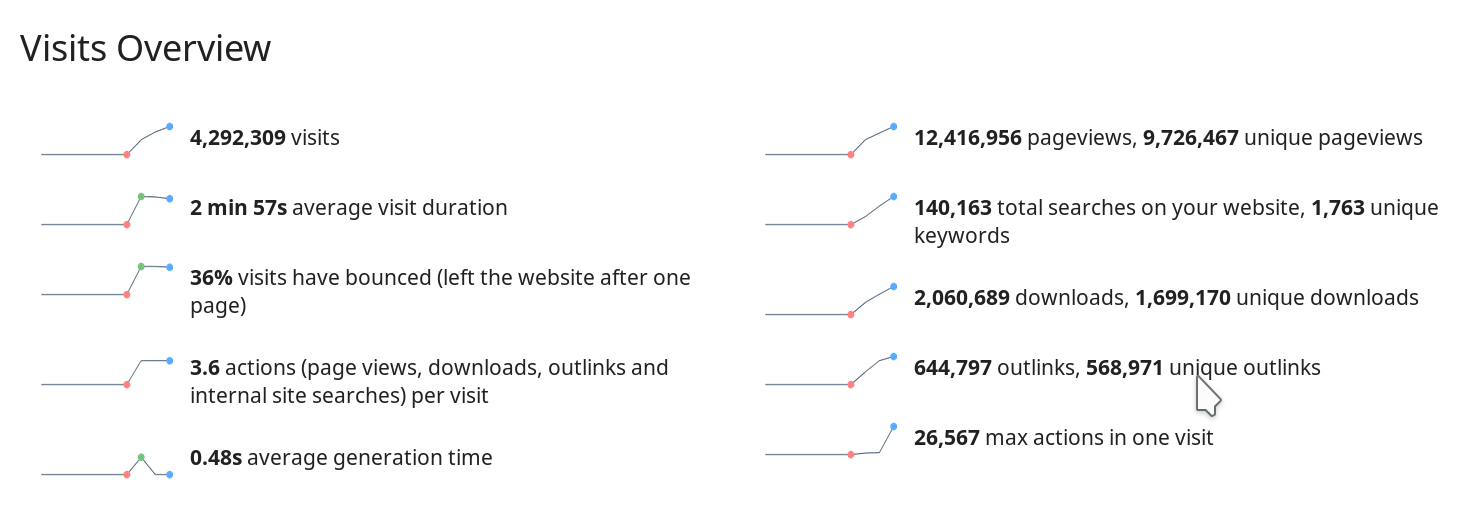 Visits Overview
4,292,309 visits
2 min 57s average visit duration
36% visits have bounced (left the website after one
page)
3.6 actions (page views, downloads, outlinks and
internal site searches) per visit
0.48s average generation time
12,416,956 pageviews, 9,726,467 unique pageviews
140,163 total searches on your website, 1,763 unique
keywords
2,060,689 downloads, 1,699,170 unique downloads
644,797 outlinks, 568,971 unique outlinks
26,567 max actions in one visit